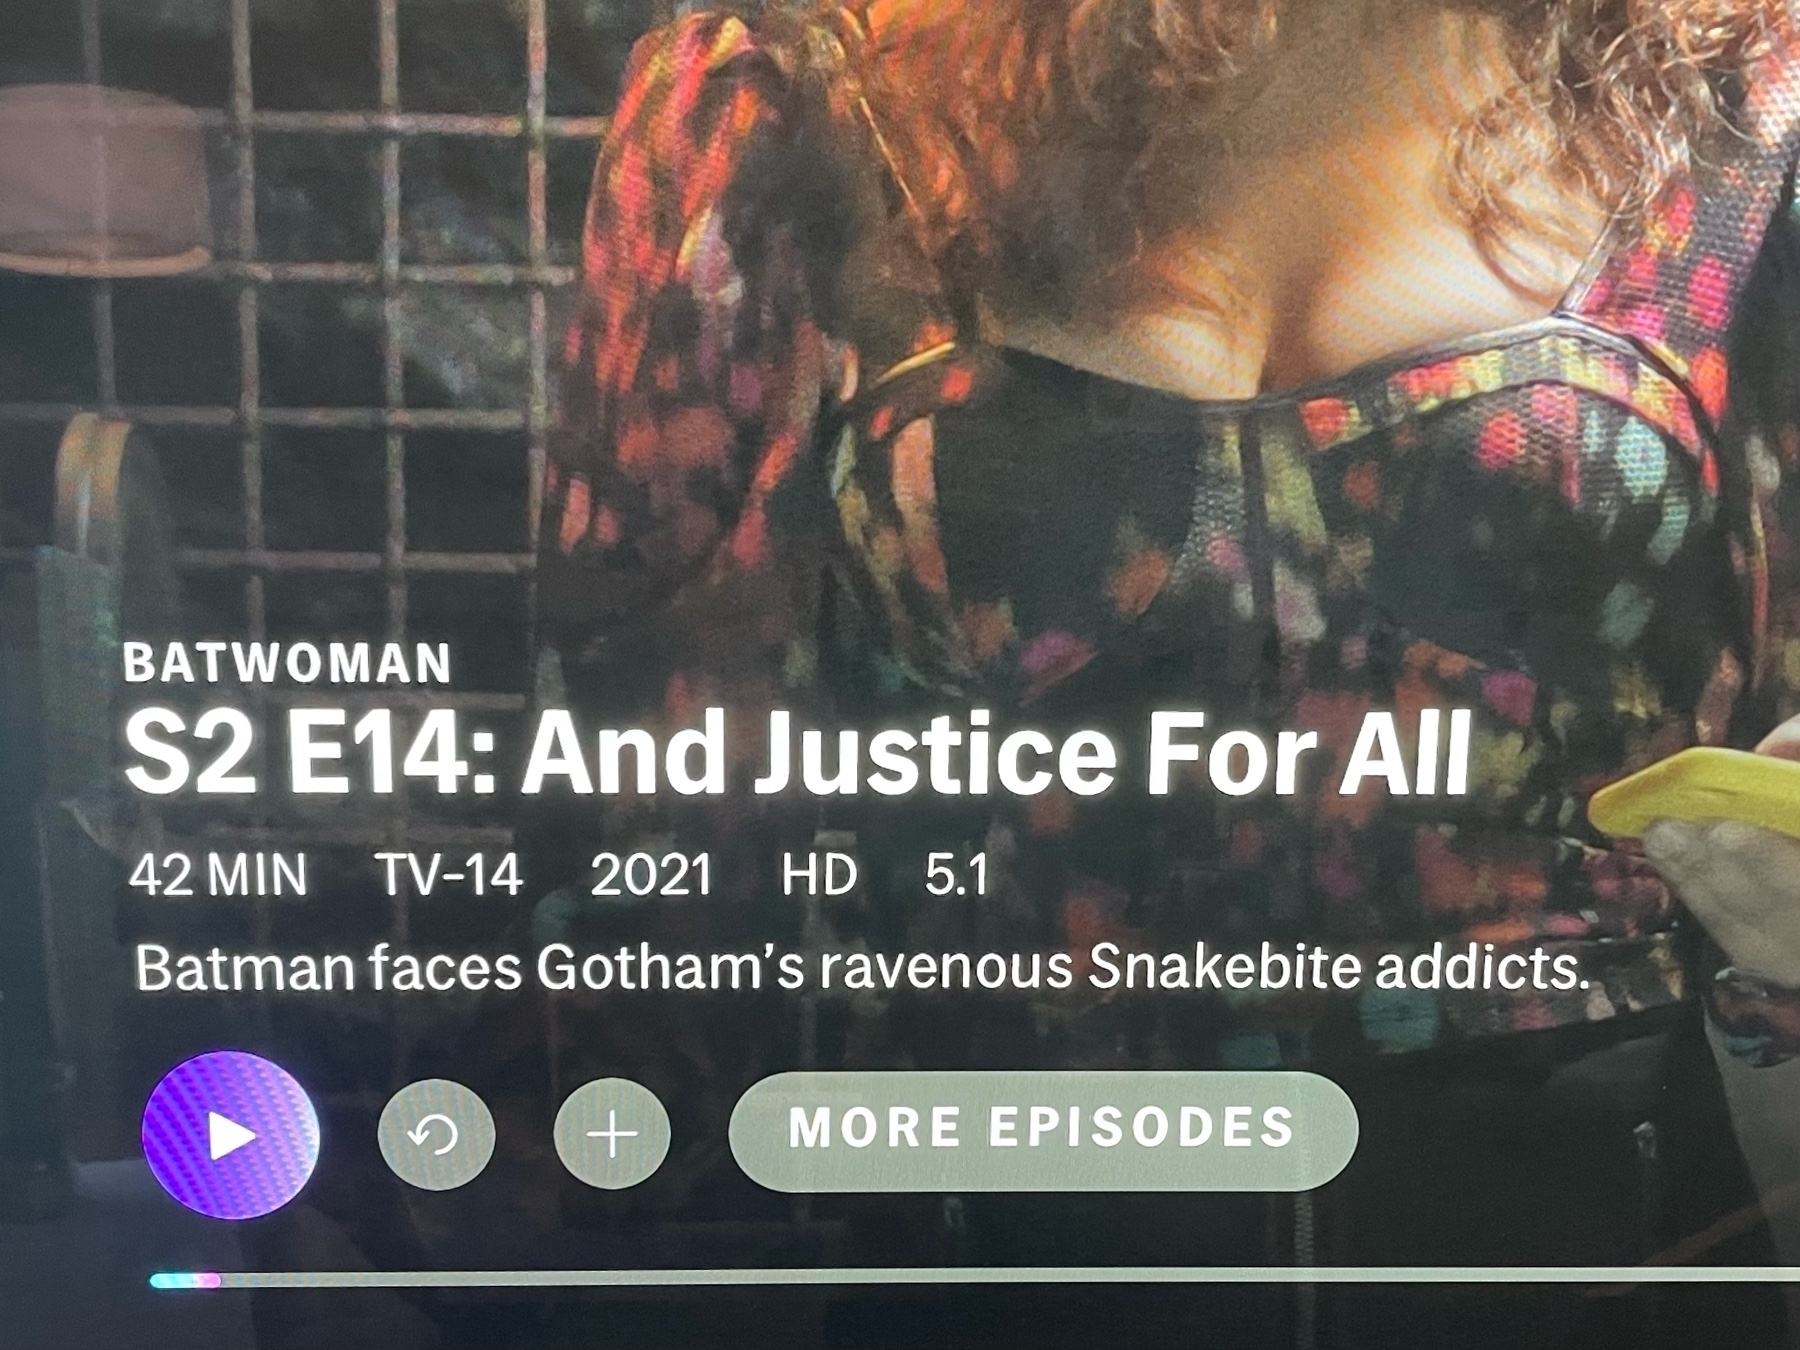 BATWOMAN
S2 E14: And Justice For All
42 MIN TV-14 2021 HD 5.1
Batman faces Gotham's ravenous Snakebite addicts.
MORE EPISODES